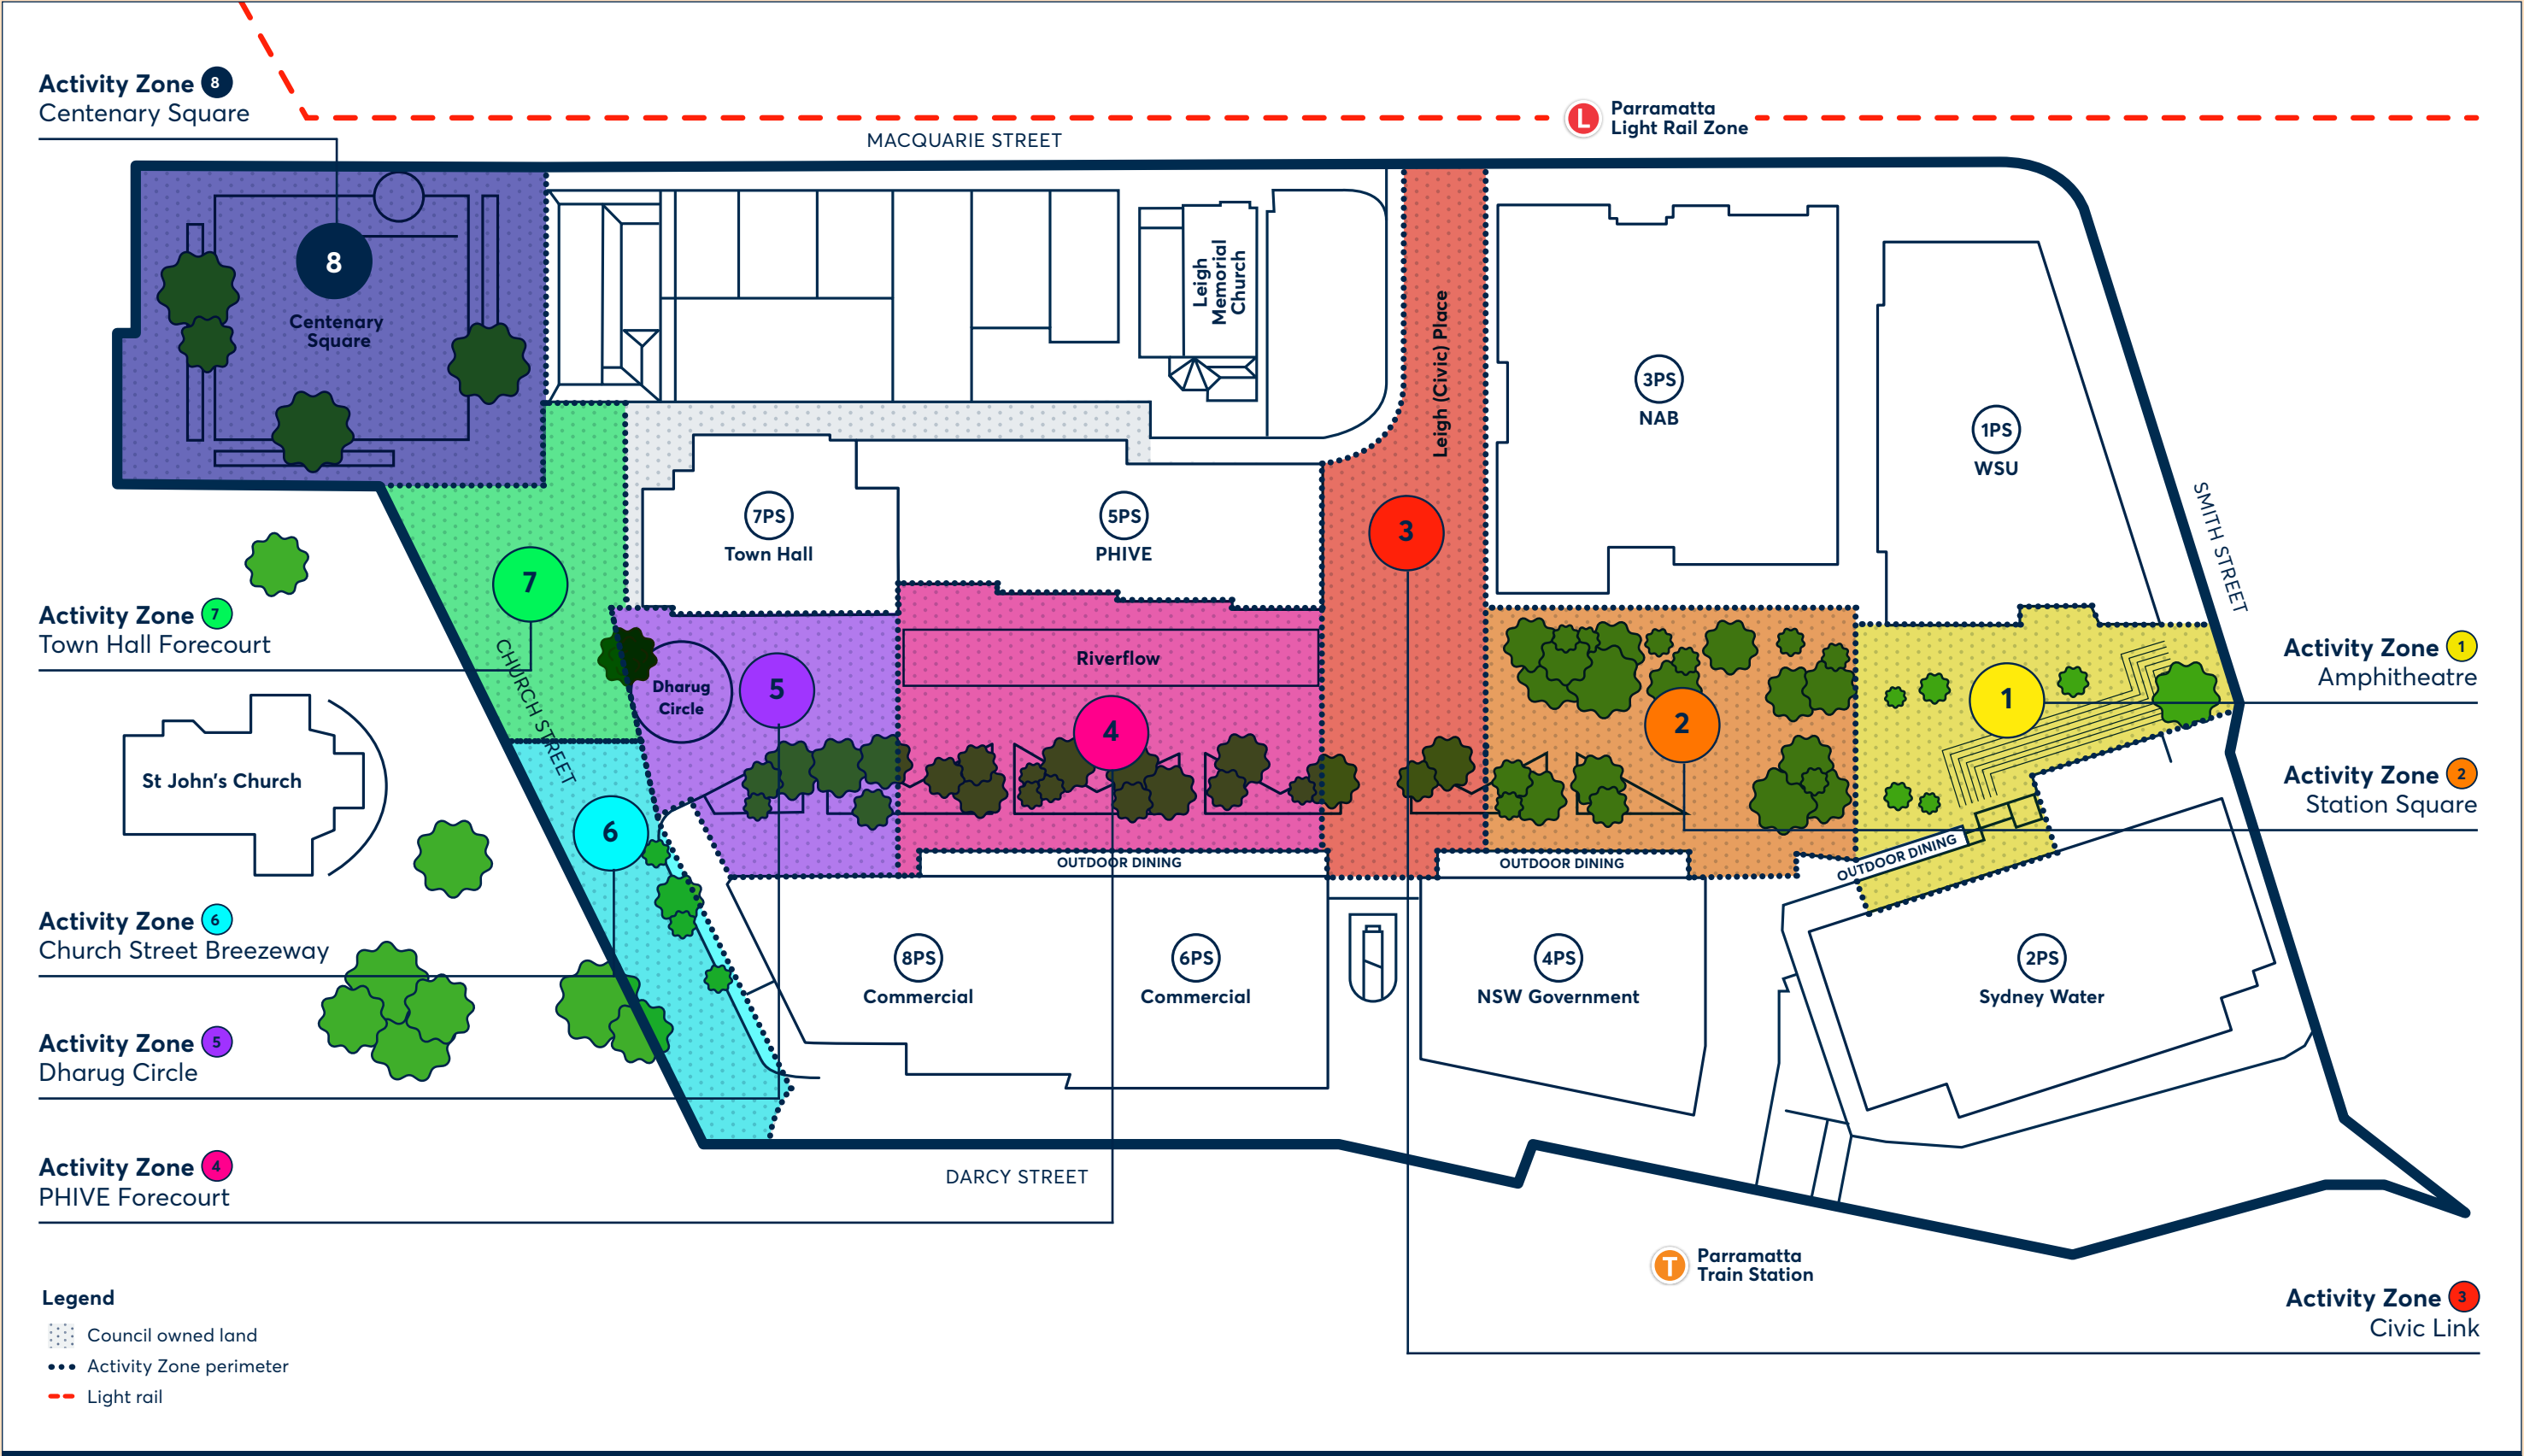 Activity Zone 8
Centenary Square
Parramatta
Light Rail Zone
L
MACQUARIE STREET
8
Centenary
Square
Leigh
Memorial
Church
Leigh (Civic) Place
3PS
NAB
1PS
WSU
SMITH STREET
7PS
Town Hall
5PS
PHIVE
3
7
Activity Zone 7
Town Hall Forecourt
CHURCH STREET
Dharug
Circle
5
Riverflow
4
2
1
Activity Zone 1
Amphitheatre
Activity Zone 2
Station Square
St John's Church
6
OUTDOOR DINING
OUTDOOR DINING
OUTDOOR DINING
Activity Zone 6
Church Street Breezeway
8PS
Commercial
6PS
Commercial
4PS
NSW Government
2PS
Sydney Water
Activity Zone 5
Dharug Circle
Activity Zone 4
PHIVE Forecourt
DARCY STREET
T
Parramatta
Train Station
Activity Zone 3
Civic Link
Legend
Council owned land
Activity Zone perimeter
Light rail